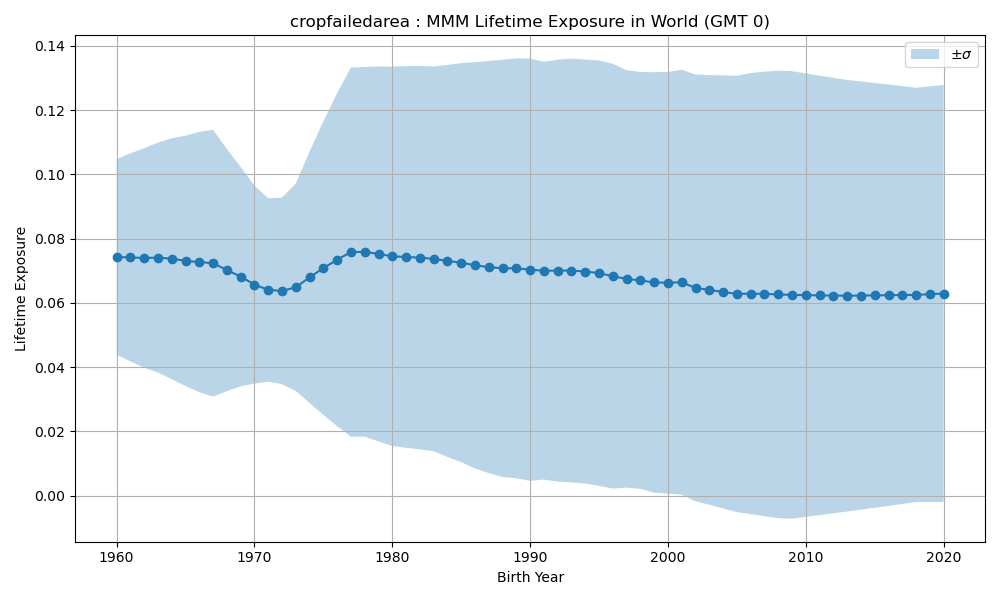 cropfailedarea : MMM Lifetime Exposure in World (GMT 0)
±σ
Lifetime Exposure
0.14
0.12
0.10
0.08
0.06
0.04
0.02
0.00
1960 1970 1980 1990 2000 2010 2020
Birth Year